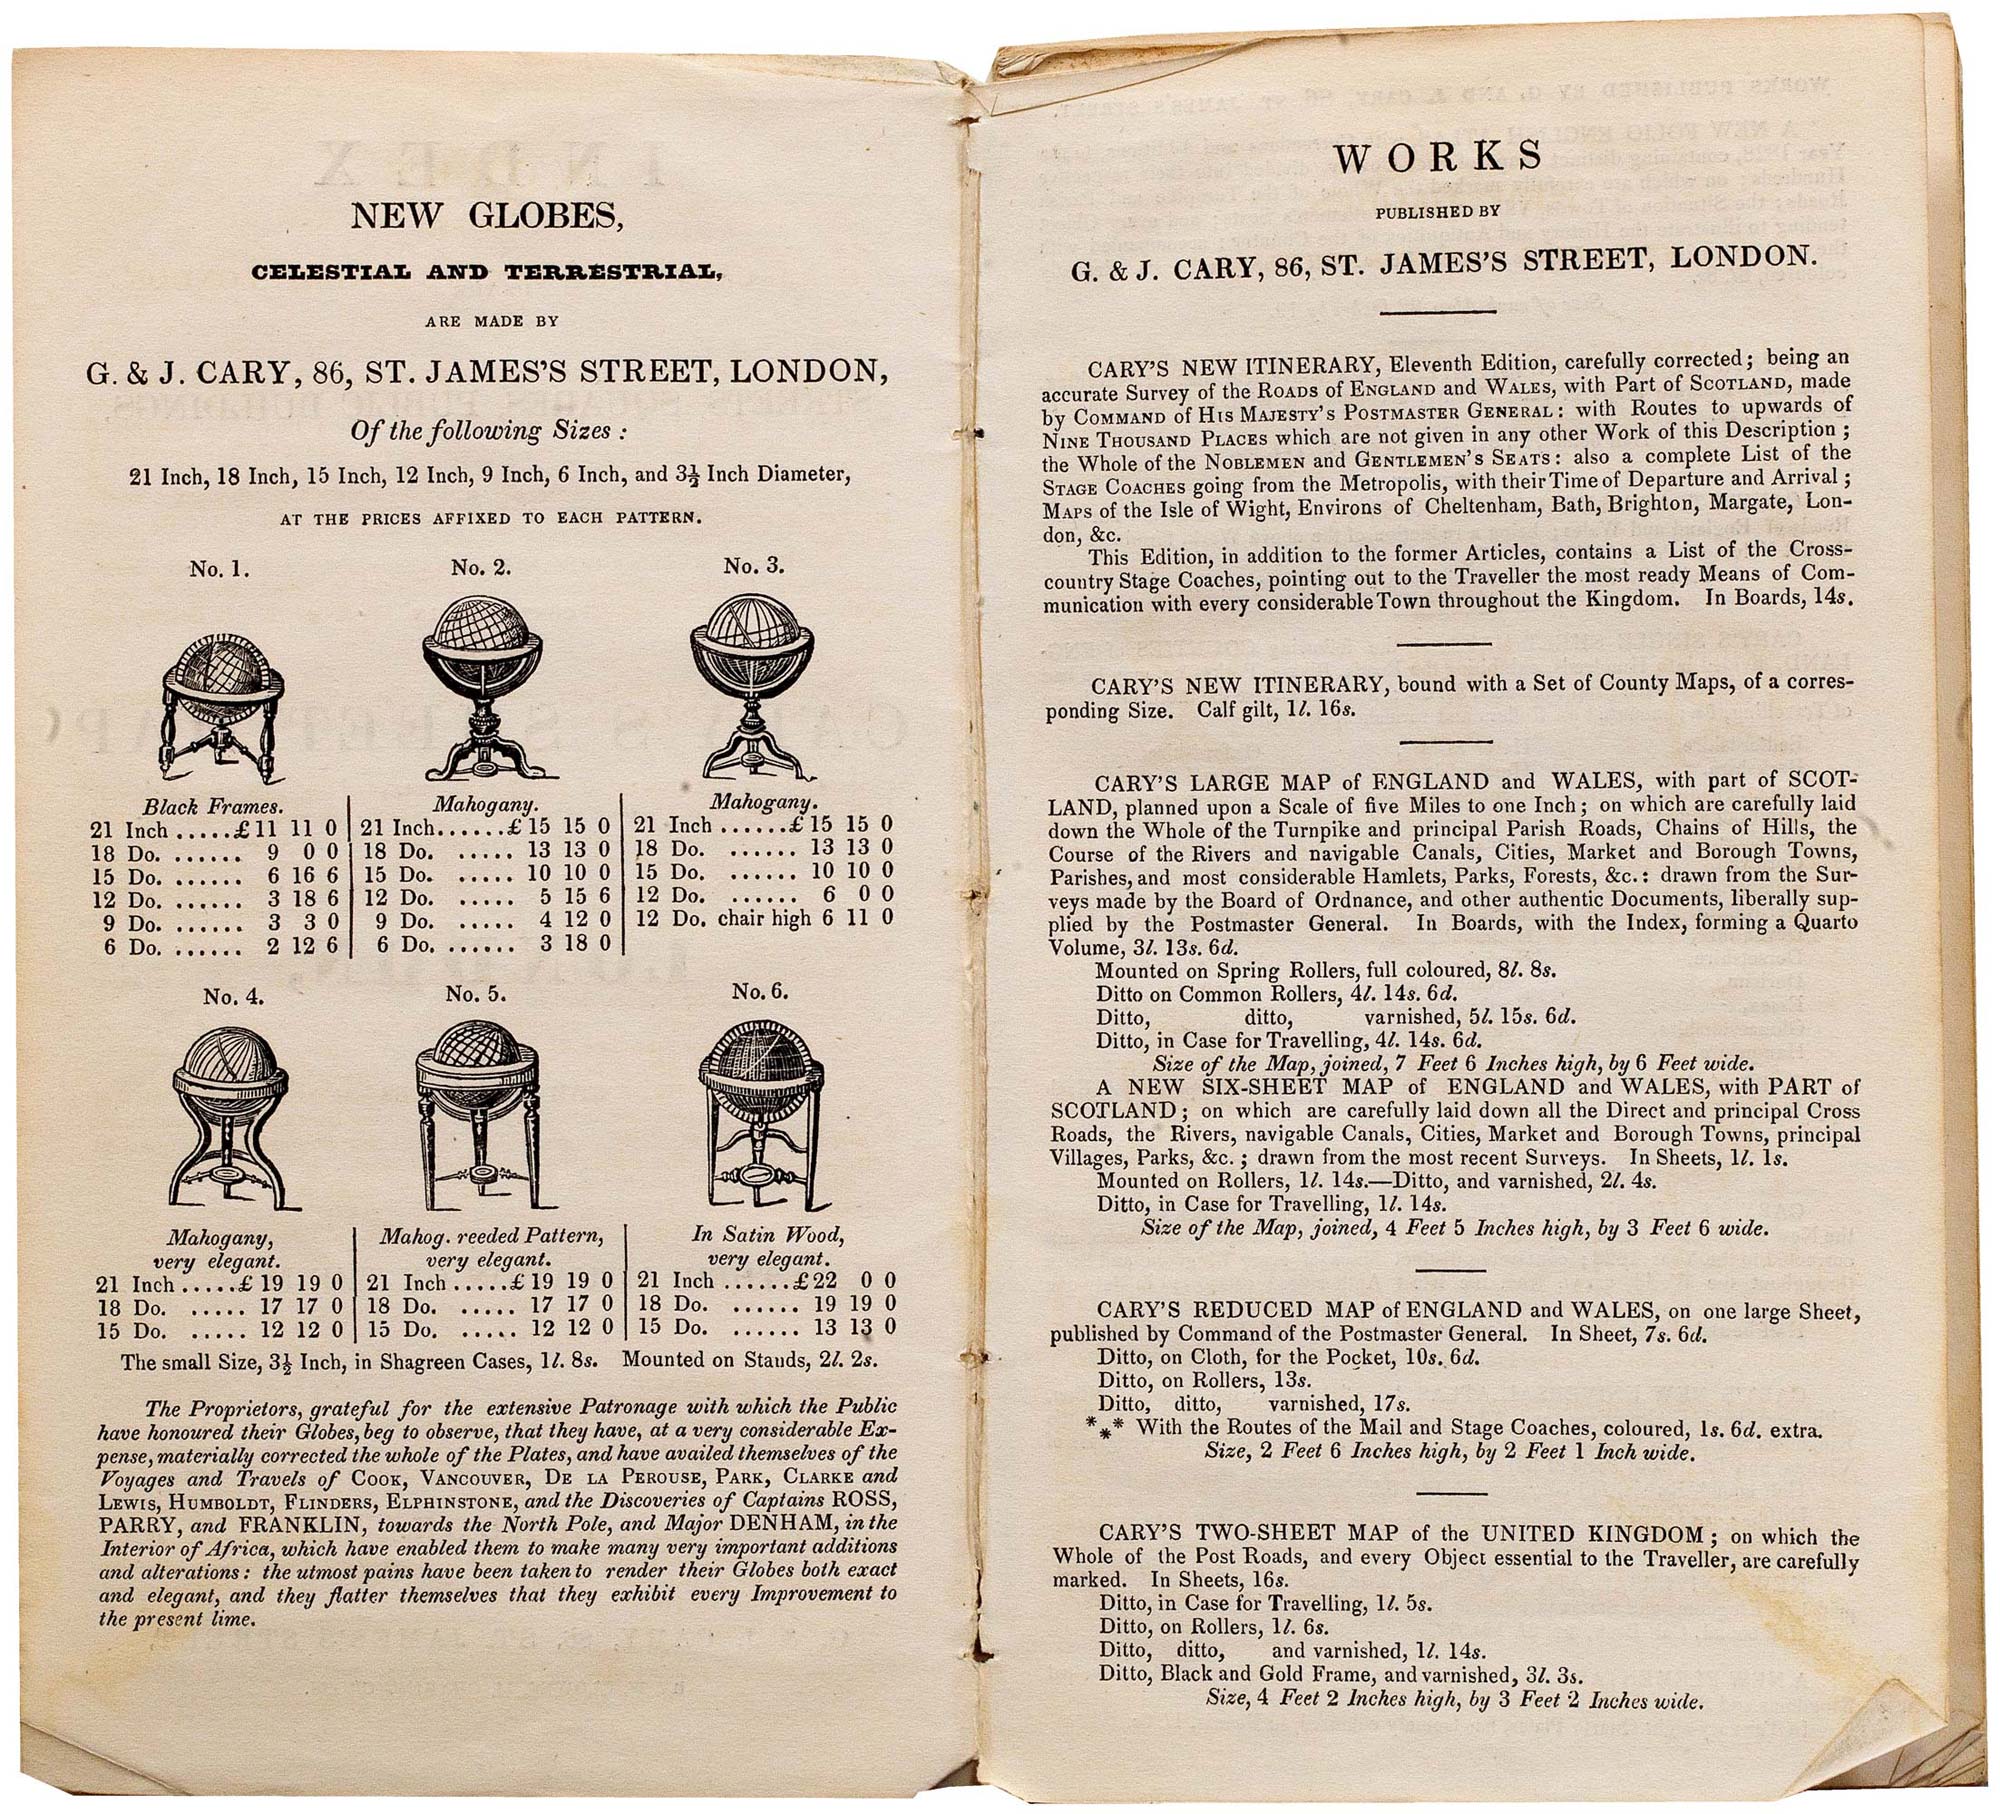 NEW GLOBES,
CELESTIAL AND TERRESTRIAL,
ARE MADE BY
G. & J. CARY, 86, ST. JAMES'S STREET, LONDON,
Of the following Sizes :
21 Inch, 18 Inch, 15 Inch, 12 Inch, 9 Inch, 6 Inch, and 3½ Inch Diameter,
AT THE PRICES AFFIXED TO EACH PATTERN.
No. 1.
No. 2.
No. 3.
Black Frames.
21 Inch .....£ 11 11 0
18 Do. ...... 9 0 0
15 Do. ...... 6 16 6
12 Do. ...... 3 18 6
9 Do. ...... 3 3 0
6 Do. ...... 2 12 6
Mahogany.
21 Inch......£ 15 15 0
18 Do. ..... 13 13 0
15 Do. ..... 10 10 0
12 Do. ..... 5 15 6
9 Do. ..... 4 12 0
6 Do. ...... 3 18 0
Mahogany.
21 Inch ......£ 15 15 0
18 Do. ...... 13 13 0
15 Do. ...... 10 10 0
12 Do. ...... 6 0 0
12 Do. chair high 6 11 0
No. 4.
No. 5.
No. 6.
Mahogany,
very elegant.
21 Inch .....£ 19 19 0
18 Do. ..... 17 17 0
15 Do. ..... 12 12 0
Mahog. reeded Pattern,
very elegant.
21 Inch .....£ 19 19 0
18 Do. ..... 17 17 0
15 Do. ..... 12 12 0
In Satin Wood,
very elegant.
21 Inch ......£ 22 0 0
18 Do. ...... 19 19 0
15 Do. ...... 13 13 0
The small Size, 3½ Inch, in Shagreen Cases, 1l. 8s. Mounted on Stands, 2l. 2s.
The Proprietors, grateful for the extensive Patronage with which the Public
have honoured their Globes, beg to observe, that they have, at a very considerable Ex-
pense, materially corrected the whole of the Plates, and have availed themselves of the
Voyages and Travels of COOK, VANCOUVER, DE LA PEROUSE, PARK, CLARKE and
LEWIS, HUMBOLDT, FLINDERS, ELPHINSTONE, and the Discoveries of Captains ROSS,
PARRY, and FRANKLIN, towards the North Pole, and Major DENHAM, in the
Interior of Africa, which have enabled them to make many very important additions
and alterations : the utmost pains have been taken to render their Globes both exact
and elegant, and they flatter themselves that they exhibit every Improvement to
the present lime.
WORKS
PUBLISHED BY
G. & J. CARY, 86, ST. JAMES'S STREET, LONDON.
CARY'S NEW ITINERARY, Eleventh Edition, carefully corrected ; being an
accurate Survey of the ROADS of ENGLAND and WALES, with Part of SCOTLAND, made
by COMMAND of HIS MAJESTY'S POSTMASTER GENERAL : with Routes to upwards of
NINE THOUSAND PLACES which are not given in any other Work of this Description ;
the Whole of the NOBLEMEN and GENTLEMEN'S SEATS : also a complete List of the
STAGE COACHES going from the Metropolis, with their Time of Departure and Arrival ;
MAPS of the Isle of Wight, Environs of Cheltenham, Bath, Brighton, Margate, Lon-
don, &c.
This Edition, in addition to the former Articles, contains a List of the Cross-
country Stage Coaches, pointing out to the Traveller the most ready Means of Com-
munication with every considerable Town throughout the Kingdom. In Boards, 14s.
CARY'S NEW ITINERARY, bound with a Set of County Maps, of a corres-
ponding Size. Calf gilt, 1l. 16s.
CARY'S LARGE MAP of ENGLAND and WALES, with part of SCOT-
LAND, planned upon a Scale of five Miles to one Inch ; on which are carefully laid
down the Whole of the Turnpike and principal Parish Roads, Chains of Hills, the
Course of the Rivers and navigable Canals, Cities, Market and Borough Towns,
Parishes, and most considerable Hamlets, Parks, Forests, &c. : drawn from the Sur-
veys made by the Board of Ordnance, and other authentic Documents, liberally sup-
plied by the Postmaster General. In Boards, with the Index, forming a Quarto
Volume, 3l. 13s. 6d.
Mounted on Spring Rollers, full coloured, 8l. 8s.
Ditto on Common Rollers, 4l. 14s. 6d.
Ditto, ditto, varnished, 5l. 15s. 6d.
Ditto, in Case for Travelling, 4l. 14s. 6d.
Size of the Map, joined, 7 Feet 6 Inches high, by 6 Feet wide.
A NEW SIX-SHEET MAP of ENGLAND and WALES, with PART of
SCOTLAND ; on which are carefully laid down all the Direct and principal Cross
Roads, the Rivers, navigable Canals, Cities, Market and Borough Towns, principal
Villages, Parks, &c. ; drawn from the most recent Surveys. In Sheets, 1l. 1s.
Mounted on Rollers, 1l. 14s.—Ditto, and varnished, 2l. 4s.
Ditto, in Case for Travelling, 1l. 14s.
Size of the Map, joined, 4 Feet 5 Inches high, by 3 Feet 6 wide.
CARY'S REDUCED MAP of ENGLAND and WALES, on one large Sheet,
published by Command of the Postmaster General. In Sheet, 7s. 6d.
Ditto, on Cloth, for the Pocket, 10s. 6d.
Ditto, on Rollers, 13s.
Ditto, ditto, varnished, 17s.
*** With the Routes of the Mail and Stage Coaches, coloured, 1s. 6d. extra.
Size, 2 Feet 6 Inches high, by 2 Feet 1 Inch wide.
CARY'S TWO-SHEET MAP of the UNITED KINGDOM ; on which the
Whole of the Post Roads, and every Object essential to the Traveller, are carefully
marked. In Sheets, 16s.
Ditto, in Case for Travelling, 1l. 5s.
Ditto, on Rollers, 1l. 6s.
Ditto, ditto, and varnished, 1l. 14s.
Ditto, Black and Gold Frame, and varnished, 3l. 3s.
Size, 4 Feet 2 Inches high, by 3 Feet 2 Inches wide.